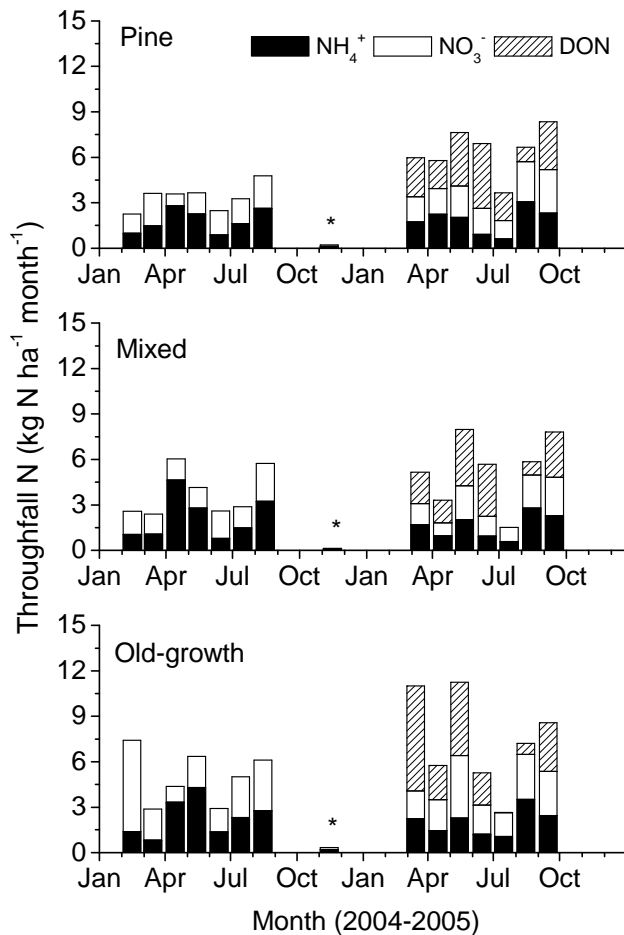 15
Pine
NH₄⁺ NO₃⁻ DON
12
9
6
3
*
0
Jan Apr Jul Oct Jan Apr Jul Oct
15
Mixed
12
9
6
3
*
0
Jan Apr Jul Oct Jan Apr Jul Oct
15
Old-growth
12
9
6
3
*
0
Jan Apr Jul Oct Jan Apr Jul Oct
Throughfall N (kg N ha⁻¹ month⁻¹)
Month (2004-2005)